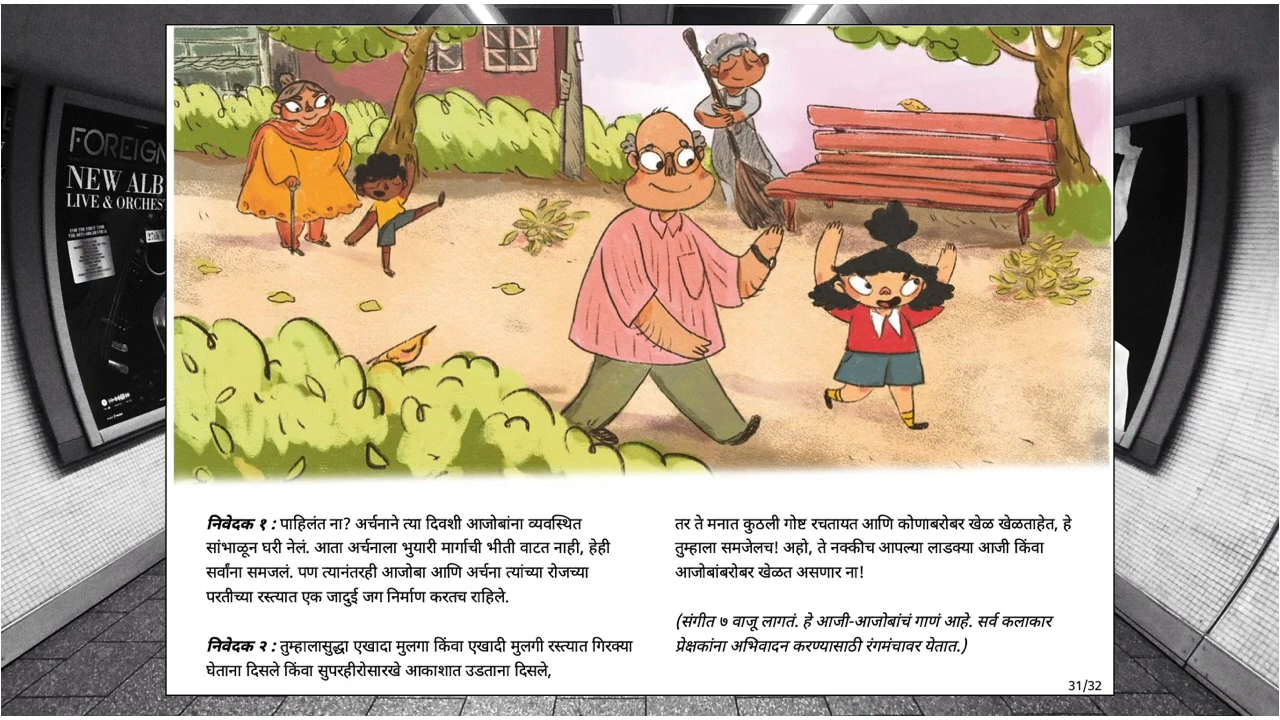 FOREIGN
NEW ALB
LIVE & ORCHEST
निवेदक १ : पाहिलंत ना? अर्चनाने त्या दिवशी आजोबांना व्यवस्थित
सांभाळून घरी नेलं. आता अर्चनाला भुयारी मार्गाची भीती वाटत नाही, हेही
सर्वांना समजलं. पण त्यानंतरही आजोबा आणि अर्चना त्यांच्या रोजच्या
परतीच्या रस्त्यात एक जादुई जग निर्माण करतच राहिले.
निवेदक २ : तुम्हालासुद्धा एखादा मुलगा किंवा एखादी मुलगी रस्त्यात गिरक्या
घेताना दिसले किंवा सुपरहीरोसारखे आकाशात उडताना दिसले,
तर ते मनात कुठली गोष्ट रचतायत आणि कोणाबरोबर खेळ खेळताहेत, हे
तुम्हाला समजेलच! अहो, ते नक्कीच आपल्या लाडक्या आजी किंवा
आजोबांबरोबर खेळत असणार ना!
(संगीत ७ वाजू लागतं. हे आजी-आजोबांचं गाणं आहे. सर्व कलाकार
प्रेक्षकांना अभिवादन करण्यासाठी रंगमंचावर येतात.)
31/32